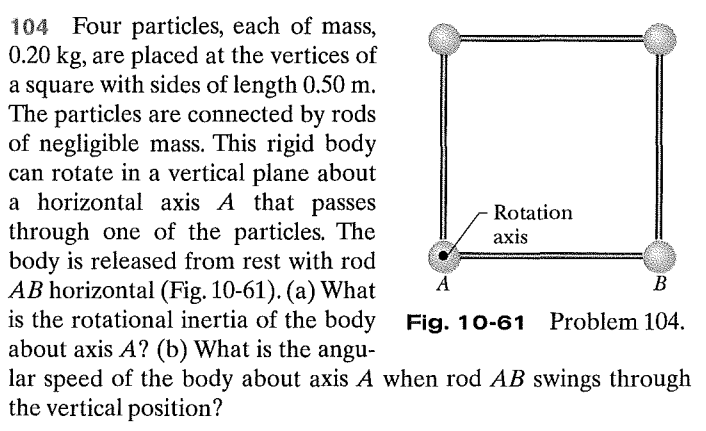 104 Four particles, each of mass,
0.20 kg, are placed at the vertices of
a square with sides of length 0.50 m.
The particles are connected by rods
of negligible mass. This rigid body
can rotate in a vertical plane about
a horizontal axis A that passes
through one of the particles. The
body is released from rest with rod
AB horizontal (Fig. 10-61). (a) What
is the rotational inertia of the body
about axis A? (b) What is the angu-
lar speed of the body about axis A when rod AB swings through
the vertical position?
Rotation
axis
A
B
Fig. 10-61 Problem 104.